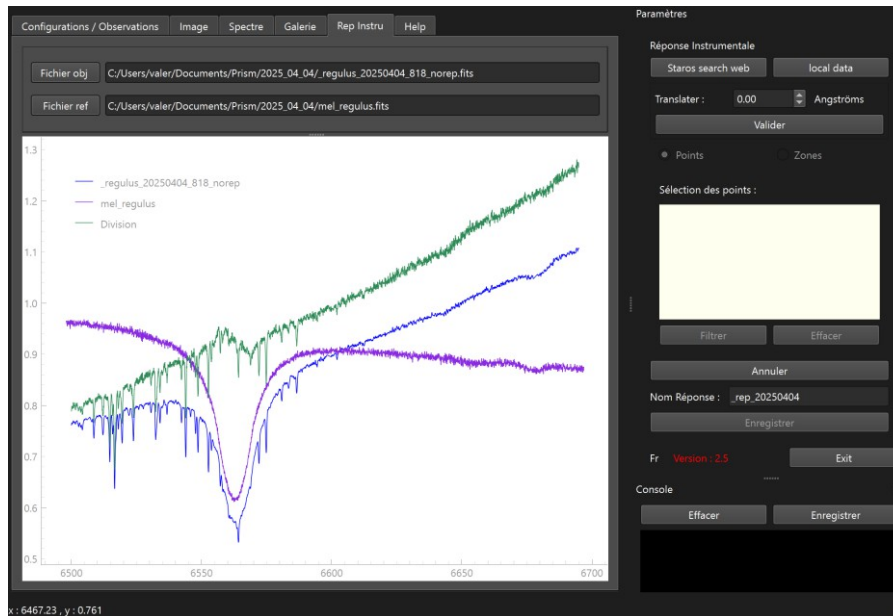 Configurations / Observations Image Spectre Galerie Rep Instru Help
Fichier obj C:/Users/valer/Documents/Prism/2025_04_04/_regulus_20250404_818_norep.fits
Fichier ref C:/Users/valer/Documents/Prism/2025_04_04/mel_regulus.fits
1.3
_regulus_20250404_818_norep
mel_regulus
Division
1.2
1.1
1.0
0.9
0.8
0.7
0.6
0.5
6500 6550 6600 6650 6700
x : 6467.23 , y : 0.761
Paramètres
Réponse Instrumentale
Staros search web local data
Translater : 0.00 Angströms
Valider
Points Zones
Sélection des points :
Filtrer Effacer
Annuler
Nom Réponse : _rep_20250404
Enregistrer
Fr Version : 2.5 Exit
Console
Effacer Enregistrer